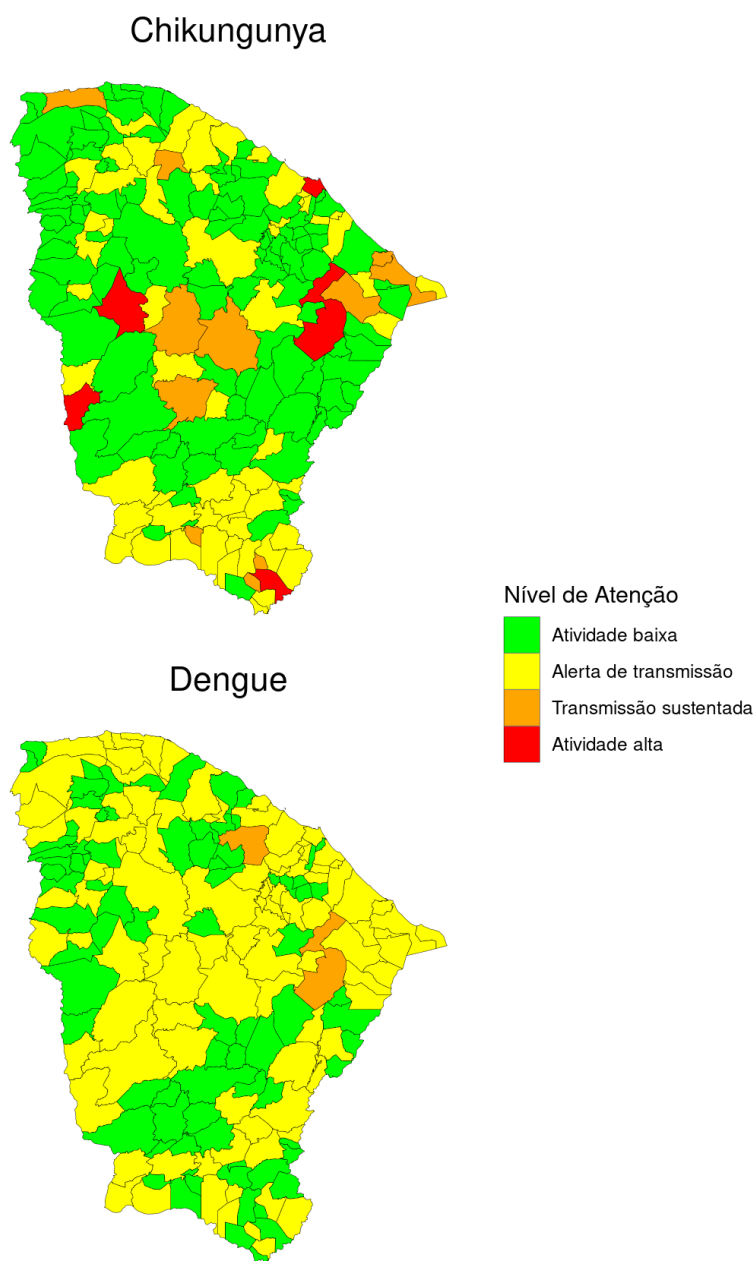 Chikungunya
Nível de Atenção
Atividade baixa
Alerta de transmissão
Transmissão sustentada
Atividade alta
Dengue